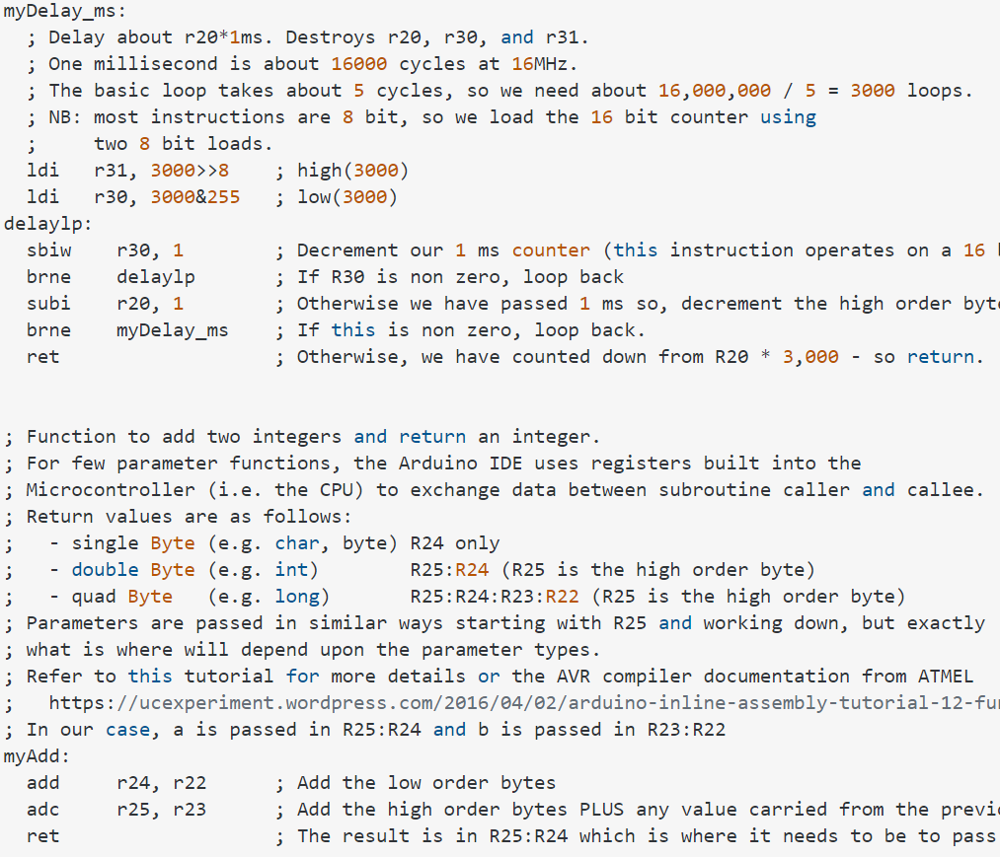 myDelay_ms:
  ; Delay about r20*1ms. Destroys r20, r30, and r31.
  ; One millisecond is about 16000 cycles at 16MHz.
  ; The basic loop takes about 5 cycles, so we need about 16,000,000 / 5 = 3000 loops.
  ; NB: most instructions are 8 bit, so we load the 16 bit counter using
  ;     two 8 bit loads.
  ldi   r31, 3000>>8    ; high(3000)
  ldi   r30, 3000&255   ; low(3000)
delaylp:
  sbiw    r30, 1        ; Decrement our 1 ms counter (this instruction operates on a 16
  brne    delaylp       ; If R30 is non zero, loop back
  subi    r20, 1        ; Otherwise we have passed 1 ms so, decrement the high order byte
  brne    myDelay_ms    ; If this is non zero, loop back.
  ret                   ; Otherwise, we have counted down from R20 * 3,000 - so return.
; Function to add two integers and return an integer.
; For few parameter functions, the Arduino IDE uses registers built into the
; Microcontroller (i.e. the CPU) to exchange data between subroutine caller and callee.
; Return values are as follows:
;   - single Byte (e.g. char, byte) R24 only
;   - double Byte (e.g. int)        R25:R24 (R25 is the high order byte)
;   - quad Byte   (e.g. long)       R25:R24:R23:R22 (R25 is the high order byte)
; Parameters are passed in similar ways starting with R25 and working down, but exactly
; what is where will depend upon the parameter types.
; Refer to this tutorial for more details or the AVR compiler documentation from ATMEL
;   https://ucexperiment.wordpress.com/2016/04/02/arduino-inline-assembly-tutorial-12-fun
; In our case, a is passed in R25:R24 and b is passed in R23:R22
myAdd:
  add     r24, r22      ; Add the low order bytes
  adc     r25, r23      ; Add the high order bytes PLUS any value carried from the previo
  ret                   ; The result is in R25:R24 which is where it needs to be to pass